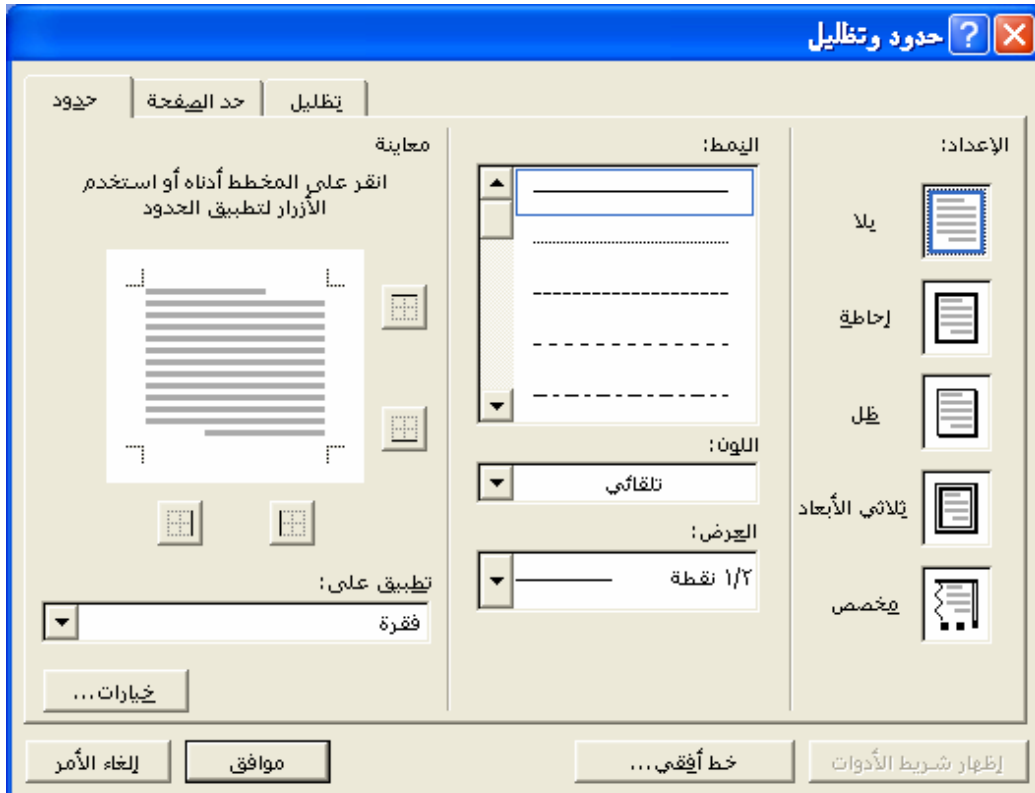 حدود وتظليل
حدود
حد الصفحة
تظليل
الإعداد:
بلا
إحاطة
ظل
ثلاثي الأبعاد
مخصص
النمط:
اللون:
تلقائي
العرض:
١/٢ نقطة
معاينة
انقر على المخطط أدناه أو استخدم
الأزرار لتطبيق الحدود
تطبيق على:
فقرة
خيارات...
إظهار شريط الأدوات
خط أفقي...
موافق
إلغاء الأمر